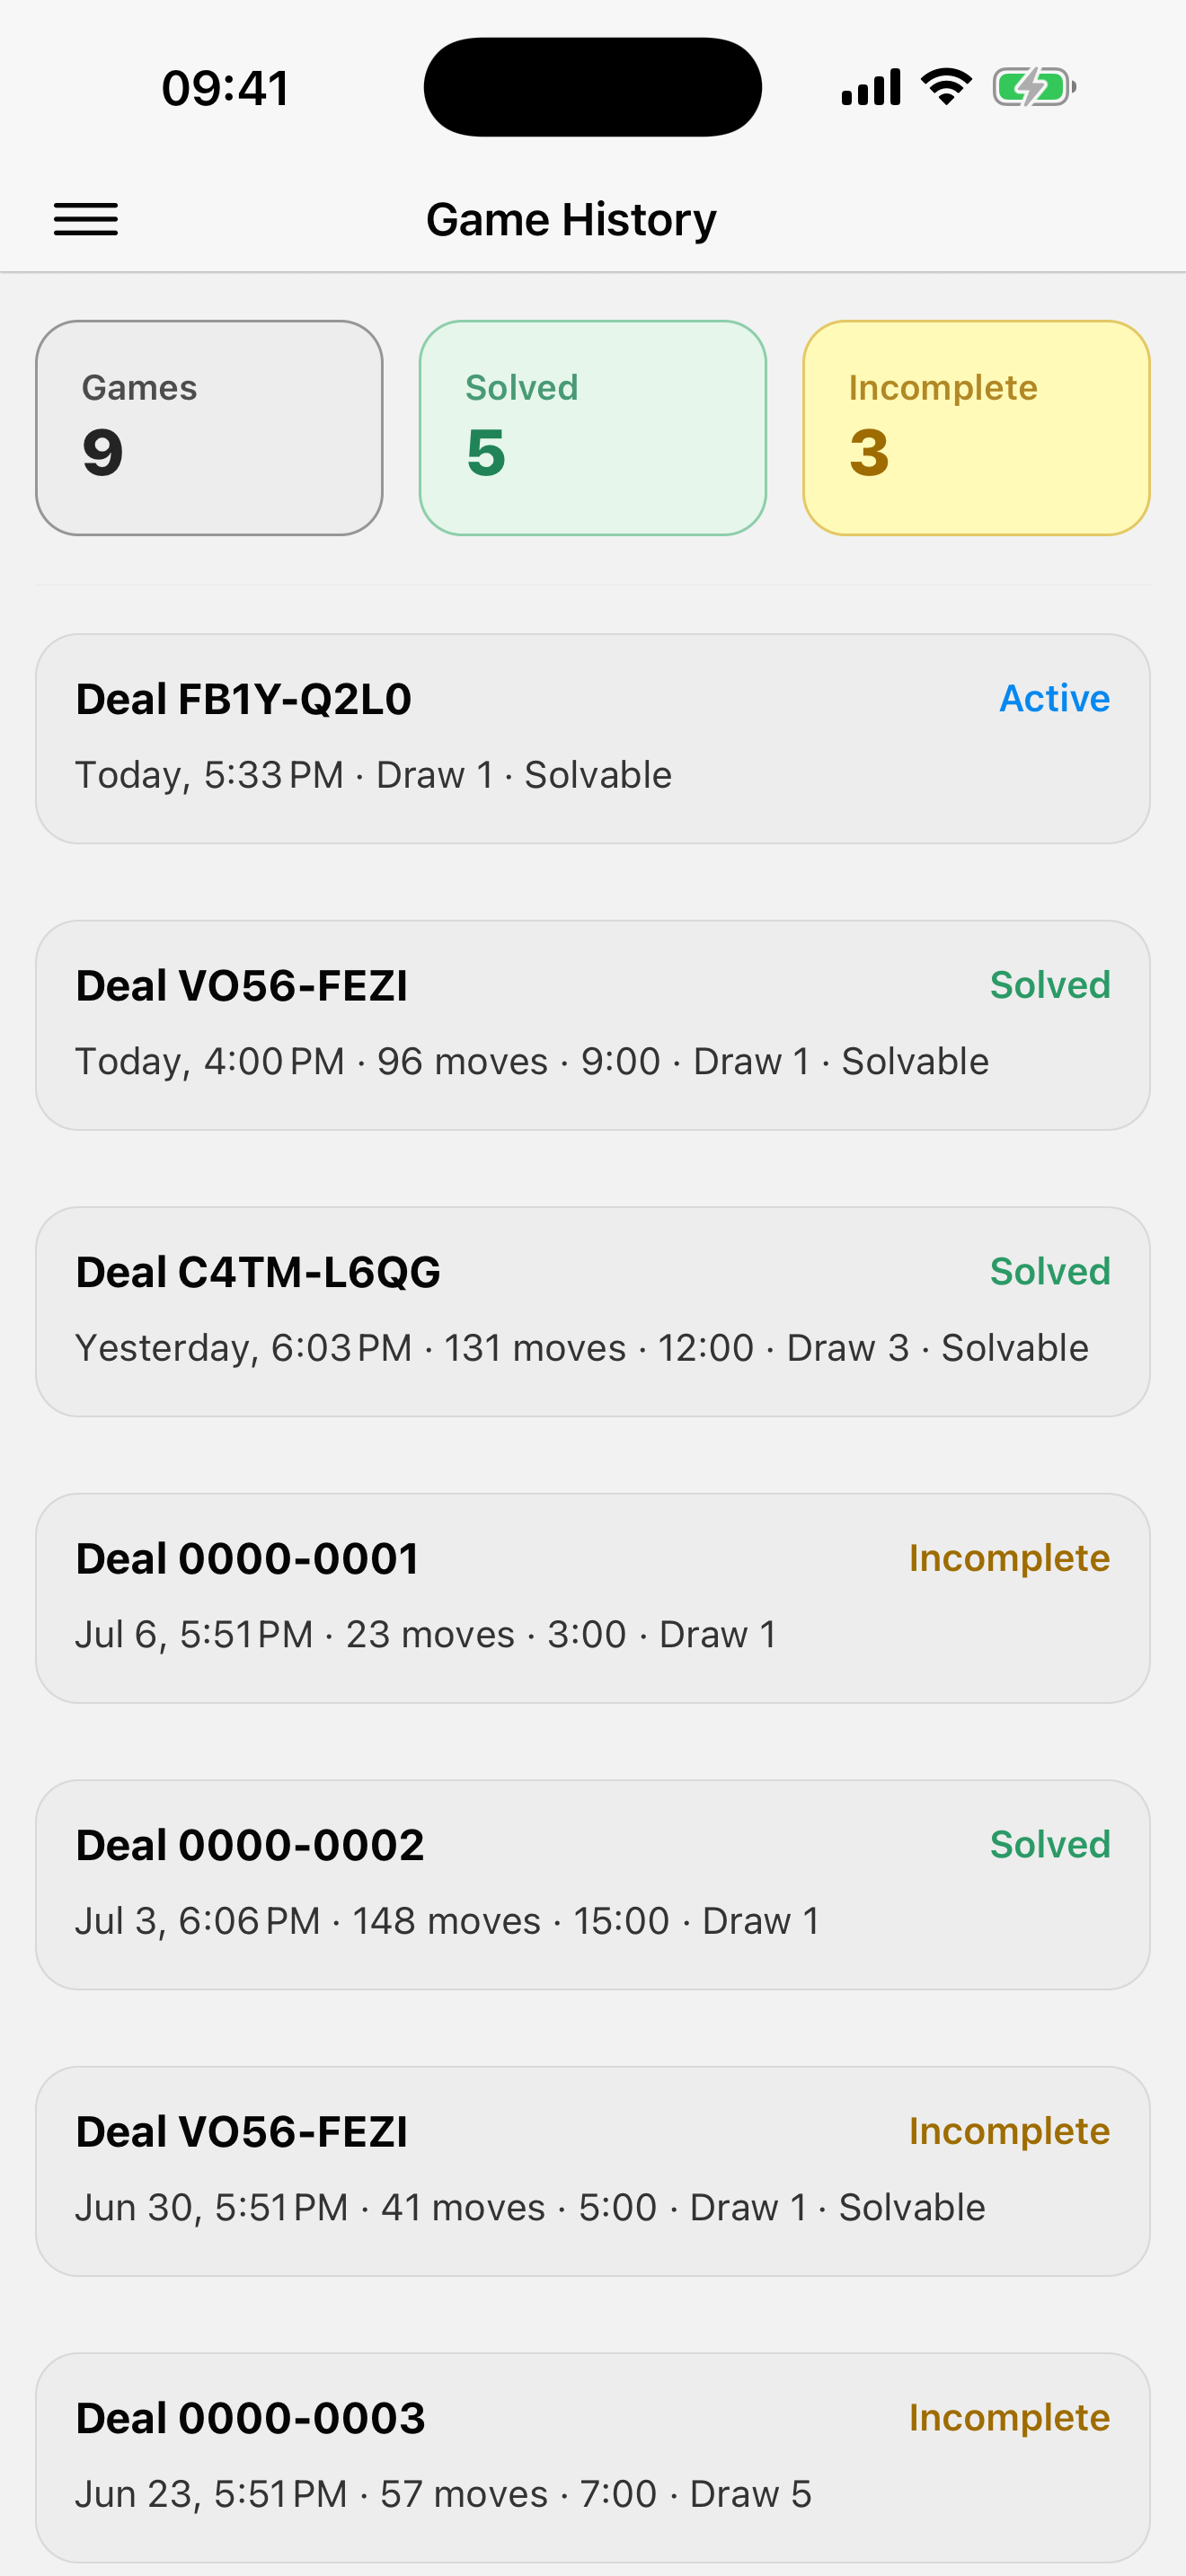 09:41
Game History
Games
9
Solved
5
Incomplete
3
Deal FB1Y-Q2L0
Active
Today, 5:33 PM · Draw 1 · Solvable
Deal VO56-FEZI
Solved
Today, 4:00 PM · 96 moves · 9:00 · Draw 1 · Solvable
Deal C4TM-L6QG
Solved
Yesterday, 6:03 PM · 131 moves · 12:00 · Draw 3 · Solvable
Deal 0000-0001
Incomplete
Jul 6, 5:51 PM · 23 moves · 3:00 · Draw 1
Deal 0000-0002
Solved
Jul 3, 6:06 PM · 148 moves · 15:00 · Draw 1
Deal VO56-FEZI
Incomplete
Jun 30, 5:51 PM · 41 moves · 5:00 · Draw 1 · Solvable
Deal 0000-0003
Incomplete
Jun 23, 5:51 PM · 57 moves · 7:00 · Draw 5